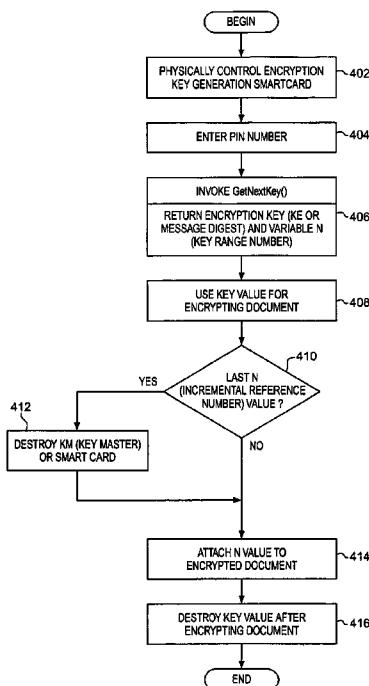 BEGIN
PHYSICALLY CONTROL ENCRYPTION
KEY GENERATION SMARTCARD
402
ENTER PIN NUMBER
404
INVOKE GetNextKey()
RETURN ENCRYPTION KEY (KE OR
MESSAGE DIGEST) AND VARIABLE N
(KEY RANGE NUMBER)
406
USE KEY VALUE FOR
ENCRYPTING DOCUMENT
408
410
LAST N
(INCREMENTAL REFERENCE
NUMBER) VALUE ?
YES
NO
412
DESTROY KM (KEY MASTER)
OR SMART CARD
ATTACH N VALUE TO
ENCRYPTED DOCUMENT
414
DESTROY KEY VALUE AFTER
ENCRYPTING DOCUMENT
416
END